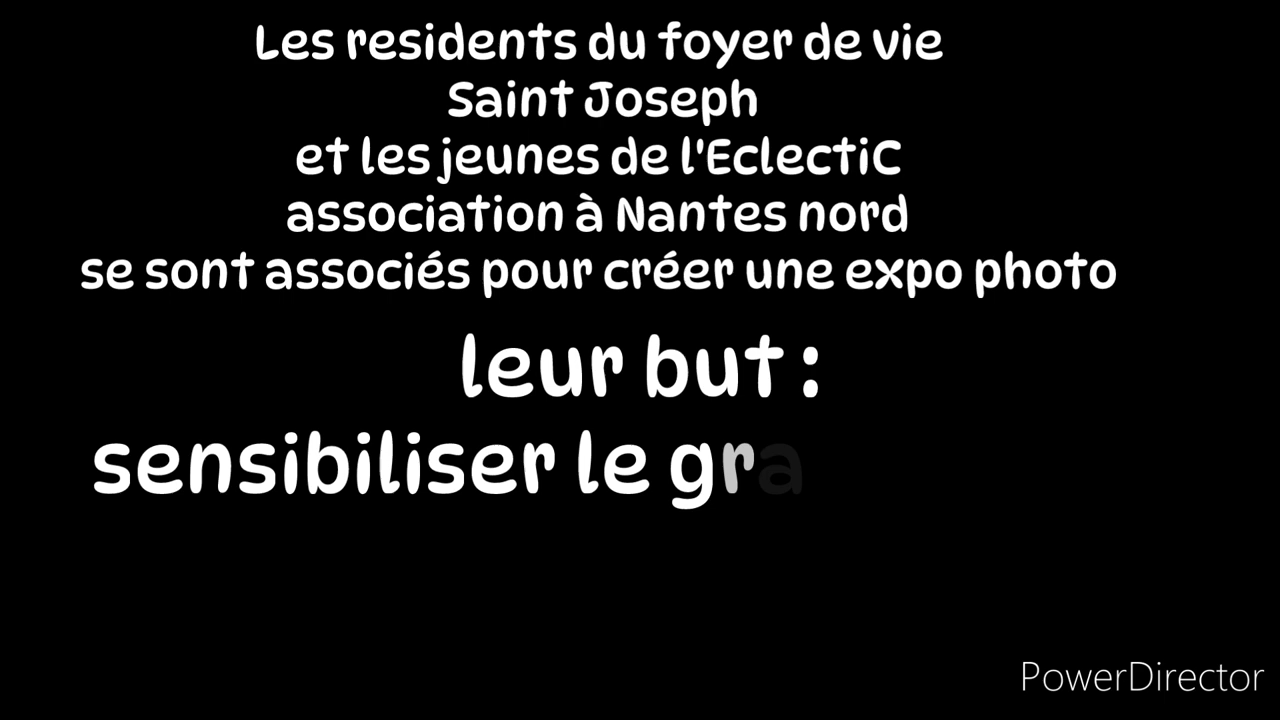 Les residents du foyer de vie
Saint Joseph
et les jeunes de l'EclectiC
association à Nantes nord
se sont associés pour créer une expo photo
leur but :
sensibiliser le gra
PowerDirector